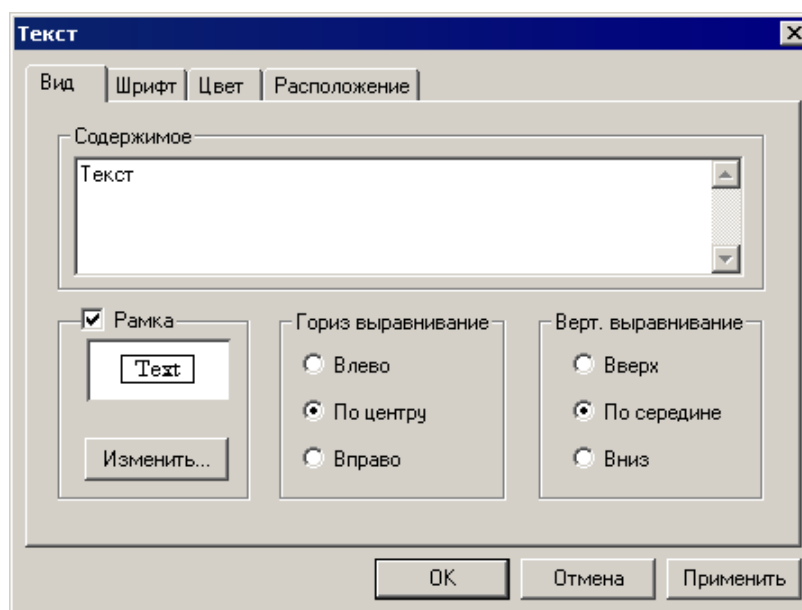 Текст
Вид Шрифт Цвет Расположение
Содержимое
Текст
Рамка
Text
Изменить...
Гориз выравнивание
Влево
По центру
Вправо
Верт. выравнивание
Вверх
По середине
Вниз
OK Отмена Применить